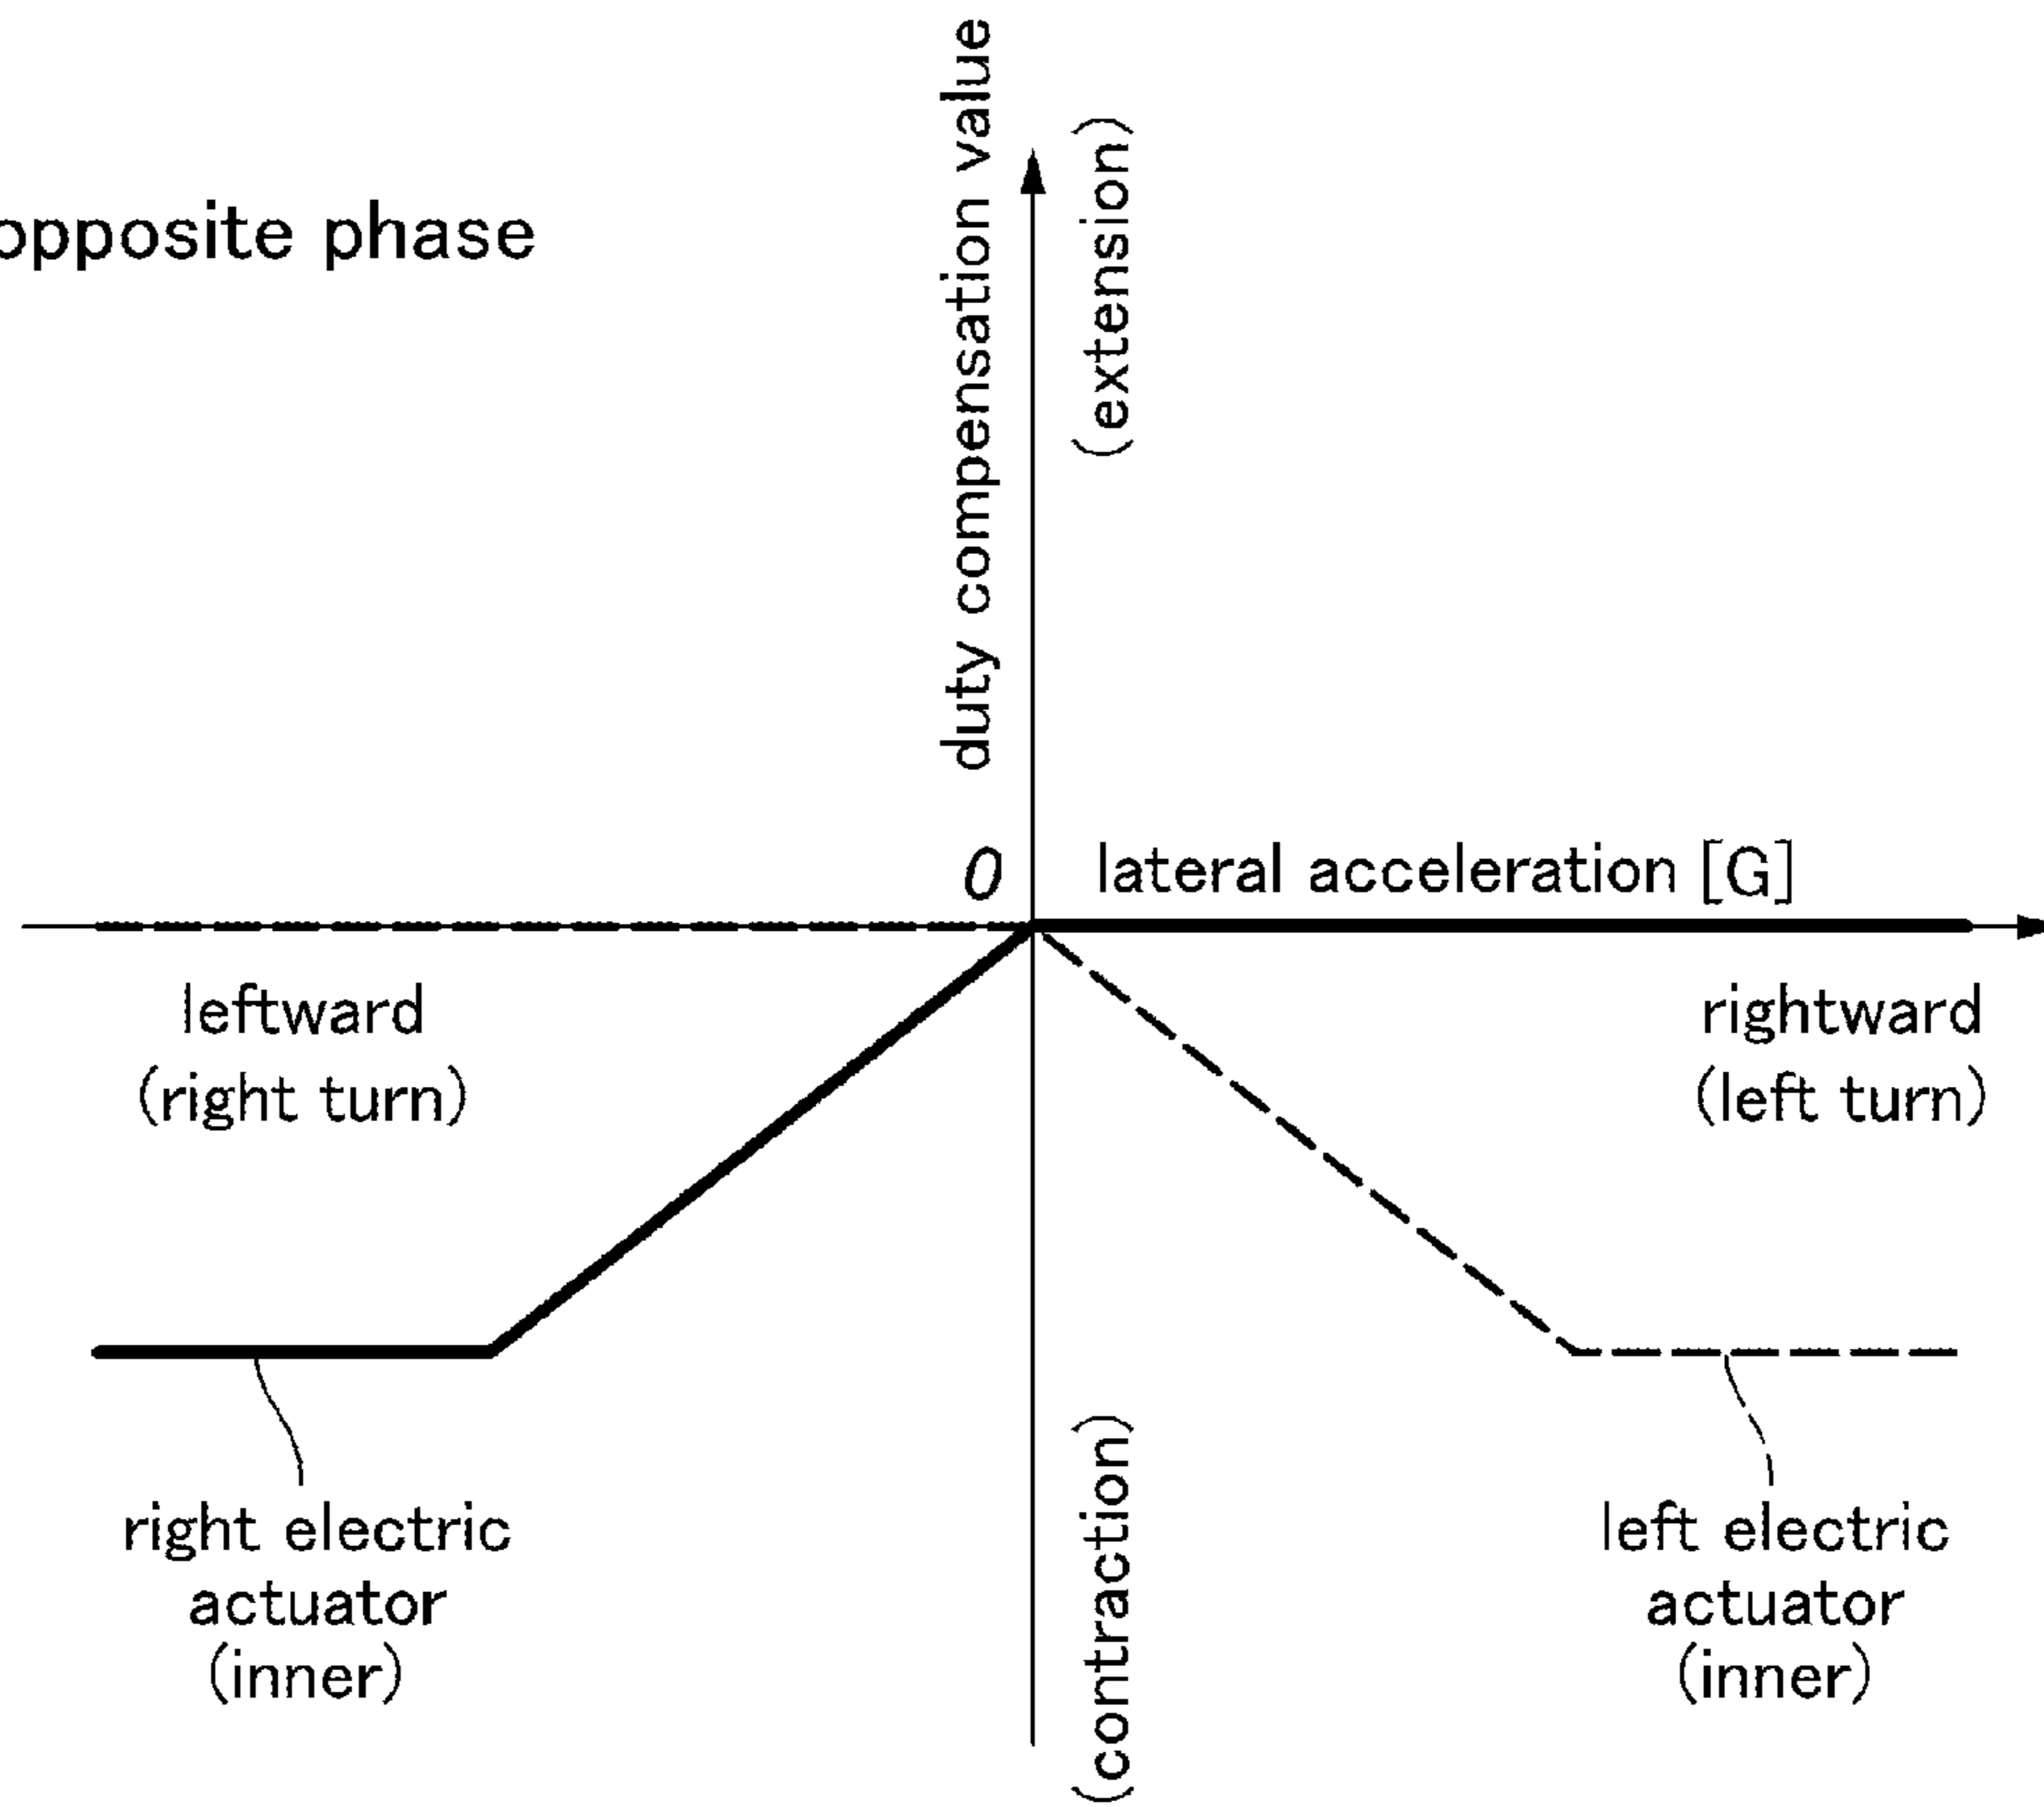 opposite phase
duty compensation value
(extension)
0
lateral acceleration [G]
leftward
(right turn)
rightward
(left turn)
right electric
actuator
(inner)
left electric
actuator
(inner)
(contraction)